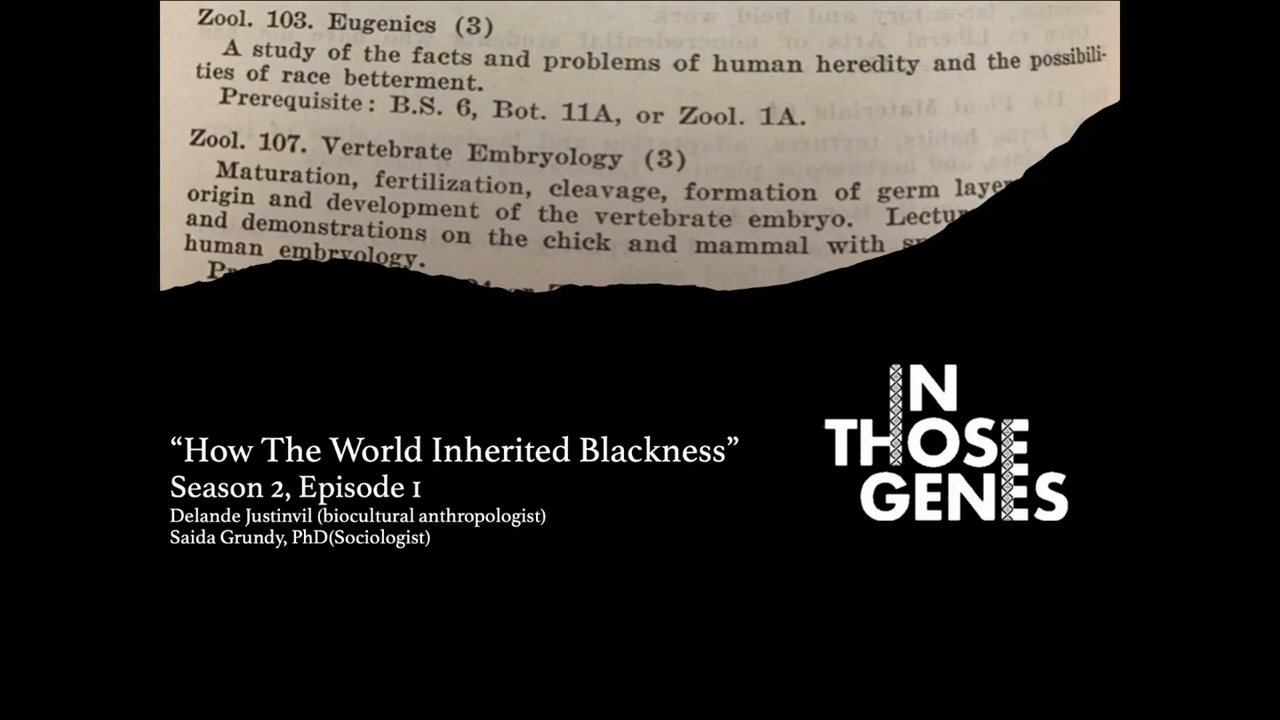 Zool. 103. Eugenics (3)
A study of the facts and problems of human heredity and the possibili-
ties of race betterment.
Prerequisite: B.S. 6, Bot. 11A, or Zool. 1A.
Zool. 107. Vertebrate Embryology (3)
Maturation, fertilization, cleavage, formation of germ
origin and development of the vertebrate embryo.
and demonstrations on the chick and mammal with
human embryology.
“How The World Inherited Blackness”
Season 2, Episode 1
Delande Justinvil (biocultural anthropologist)
Saida Grundy, PhD(Sociologist)
IN
THOSE
GENES